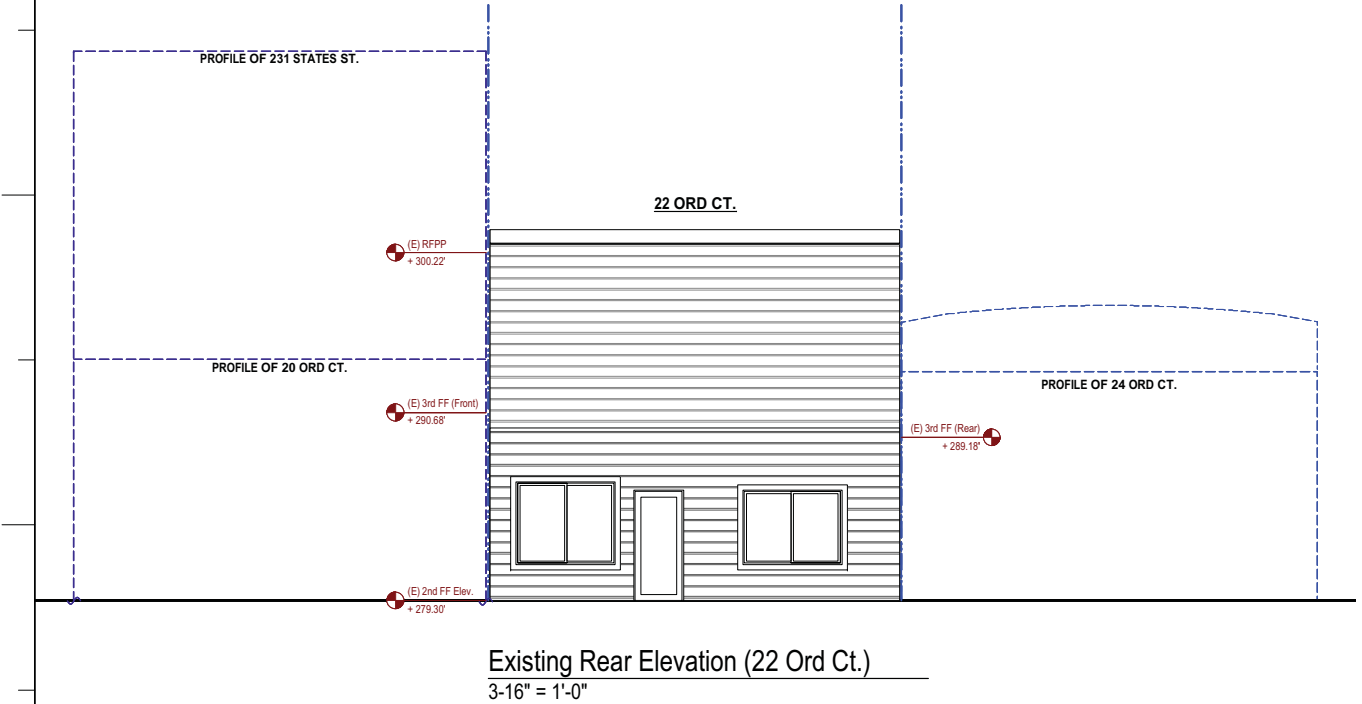 PROFILE OF 231 STATES ST.
22 ORD CT.
(E) RFPP
+ 300.22'
PROFILE OF 20 ORD CT.
PROFILE OF 24 ORD CT.
(E) 3rd FF (Front)
+ 290.68'
(E) 3rd FF (Rear)
+ 289.18'
(E) 2nd FF Elev.
+ 279.30'
Existing Rear Elevation (22 Ord Ct.)
3-16" = 1'-0"